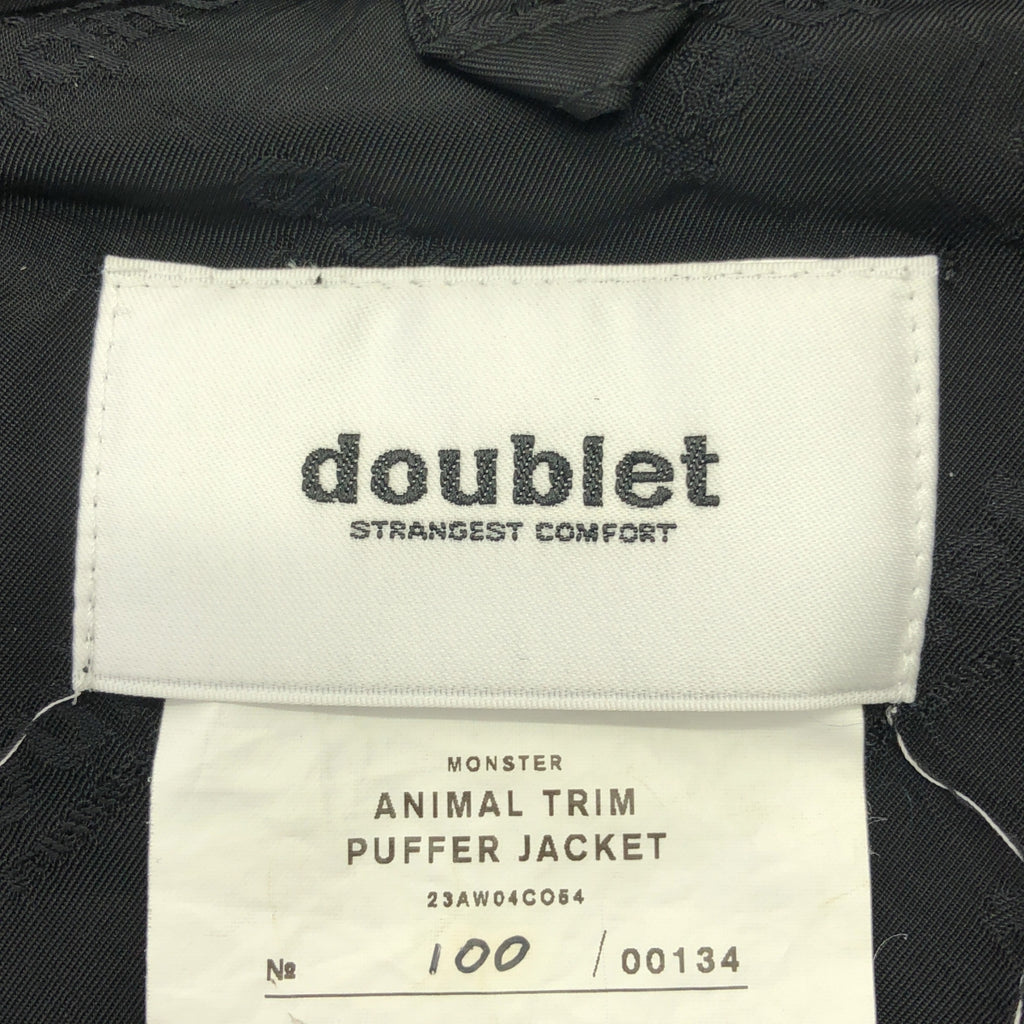 doublet
STRANGEST COMFORT
MONSTER
ANIMAL TRIM
PUFFER JACKET
23AW04CO54
№ 100 / 00134